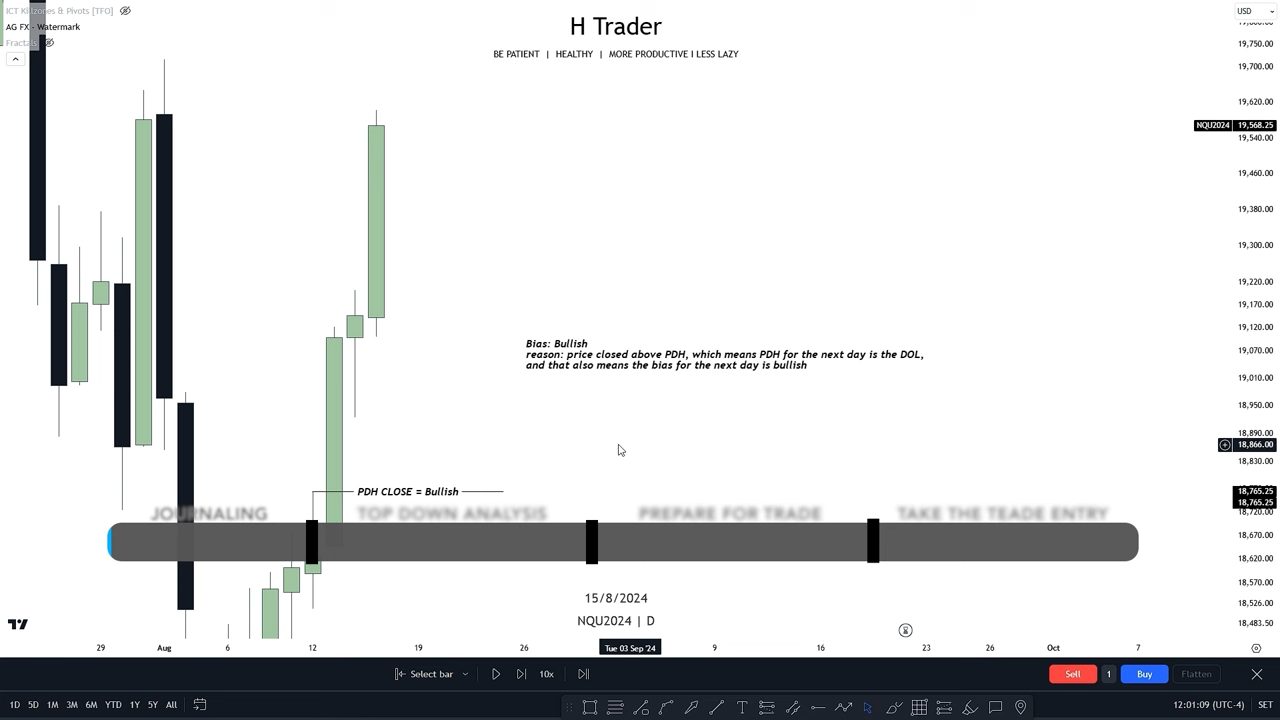 ICT Killzones & Pivots [TFO]
USD
AG FX - Watermark
Fractals
H Trader
BE PATIENT | HEALTHY | MORE PRODUCTIVE I LESS LAZY
19,750.00
19,700.00
19,620.00
NQU2024 19,568.25
19,540.00
19,460.00
19,380.00
19,300.00
19,220.00
19,170.00
19,120.00
19,070.00
19,010.00
18,950.00
18,890.00
18,866.00
18,830.00
18,765.25
18,765.25
18,720.00
18,670.00
18,620.00
18,570.00
18,526.00
18,483.50
Bias: Bullish
reason: price closed above PDH, which means PDH for the next day is the DOL,
and that also means the bias for the next day is bullish
PDH CLOSE = Bullish
JOURNALING TOP DOWN ANALYSIS PREPARE FOR TRADE TAKE THE TEADE ENTRY
15/8/2024
NQU2024 | D
29 Aug 6 12 19 26 Tue 03 Sep '24 9 16 23 26 Oct 7
Select bar 10x Sell 1 Buy Flatten
1D 5D 1M 3M 6M YTD 1Y 5Y All 12:01:09 (UTC-4) SET